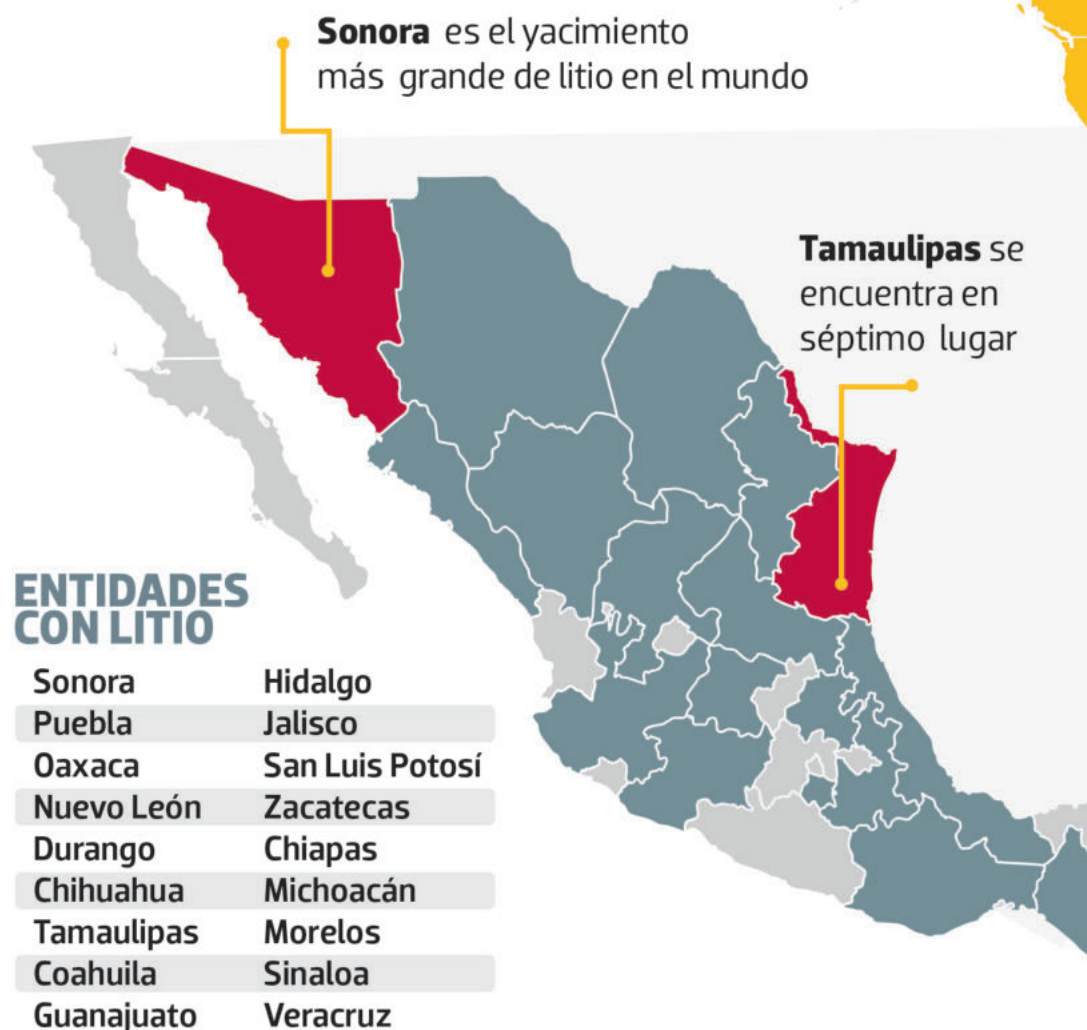 Sonora es el yacimiento
más grande de litio en el mundo
Tamaulipas se
encuentra en
séptimo lugar
ENTIDADES
CON LITIO
Sonora Hidalgo
Puebla Jalisco
Oaxaca San Luis Potosí
Nuevo León Zacatecas
Durango Chiapas
Chihuahua Michoacán
Tamaulipas Morelos
Coahuila Sinaloa
Guanajuato Veracruz